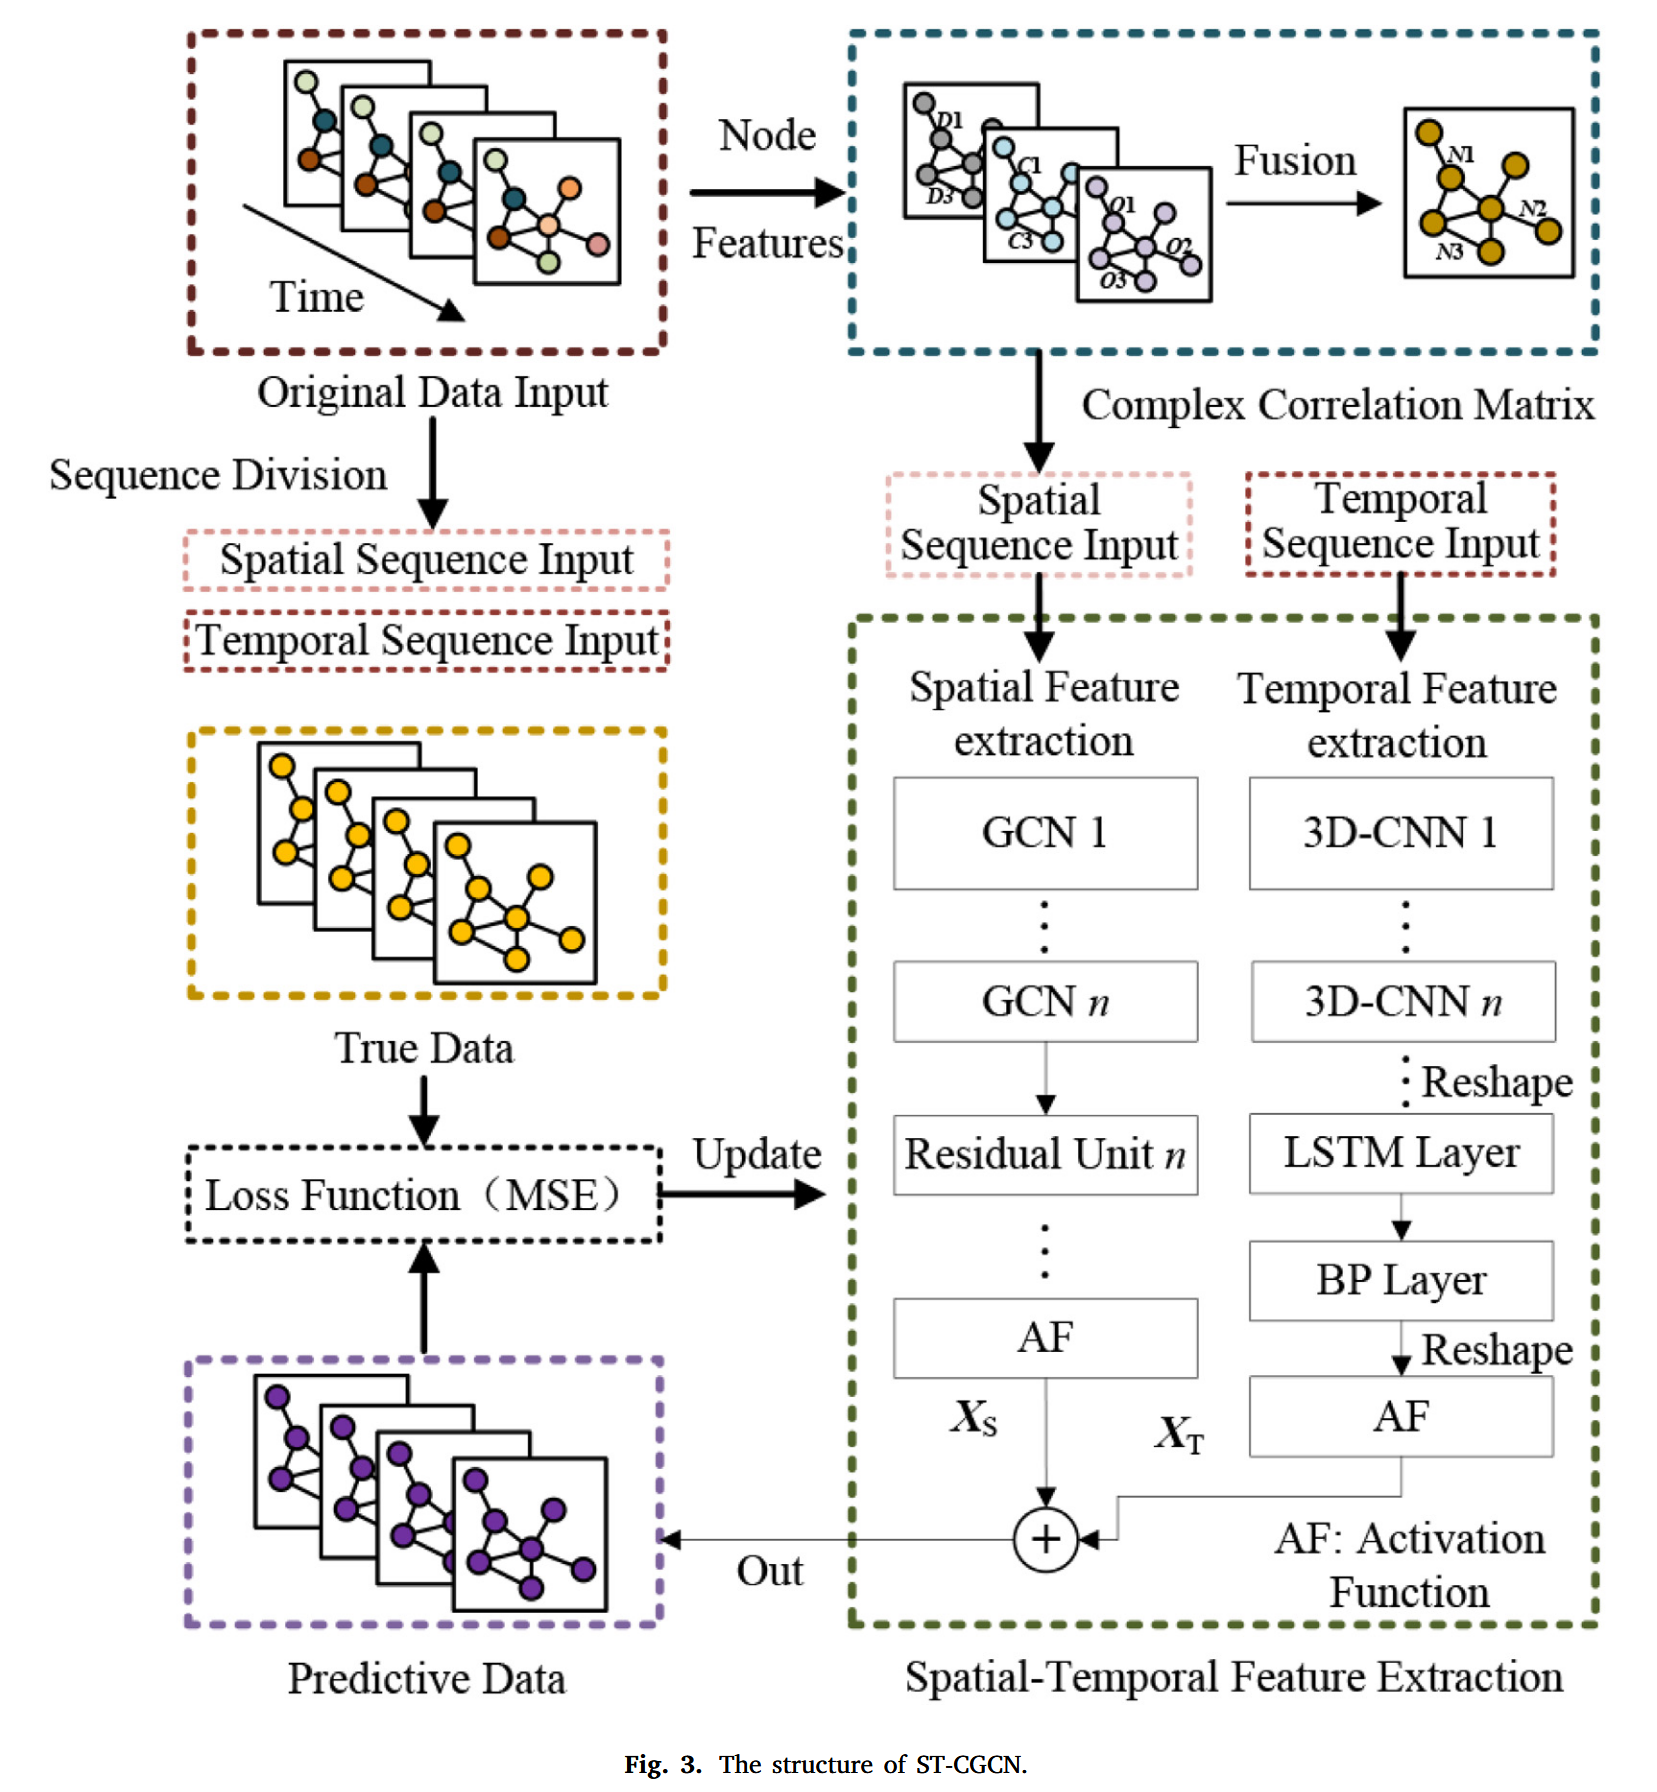 Time
Original Data Input
Node
Features
D1
D3
C1
C3
O1
O2
O3
Fusion
N1
N2
N3
Complex Correlation Matrix
Sequence Division
Spatial Sequence Input
Temporal Sequence Input
Spatial
Sequence Input
Temporal
Sequence Input
True Data
Loss Function（MSE）
Update
Predictive Data
Spatial Feature
extraction
GCN 1
GCN n
Residual Unit n
AF
XS
Temporal Feature
extraction
3D-CNN 1
3D-CNN n
Reshape
LSTM Layer
BP Layer
Reshape
AF
XT
+
Out
AF: Activation
Function
Spatial-Temporal Feature Extraction
Fig. 3. The structure of ST-CGCN.